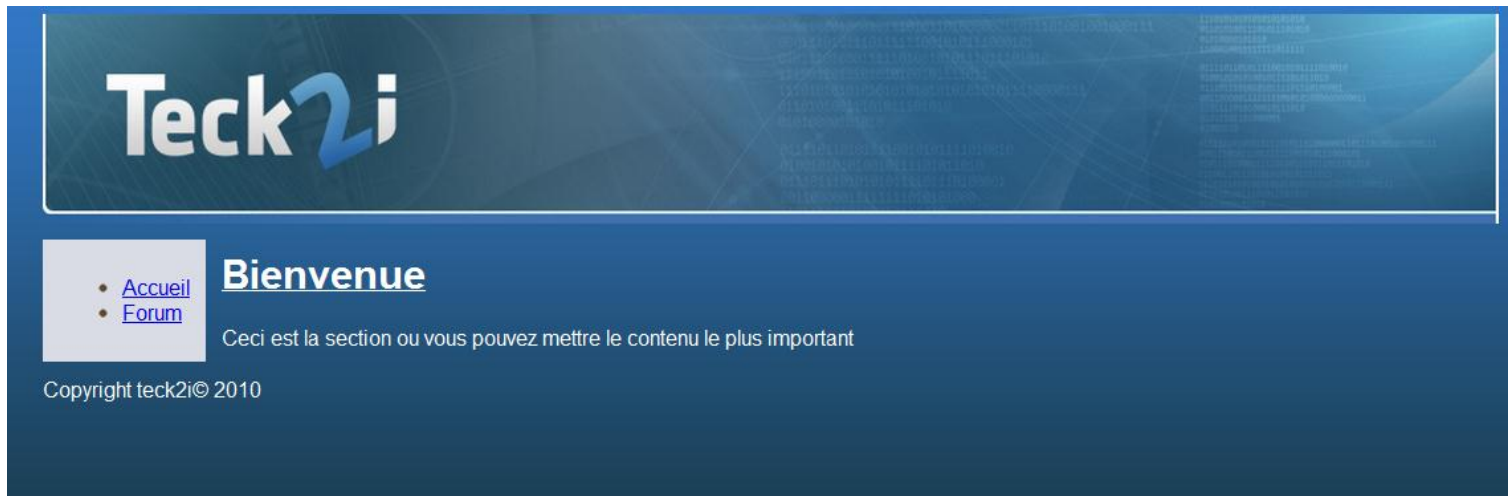 Teck2i
Accueil
Forum
Bienvenue
Ceci est la section ou vous pouvez mettre le contenu le plus important
Copyright teck2i© 2010